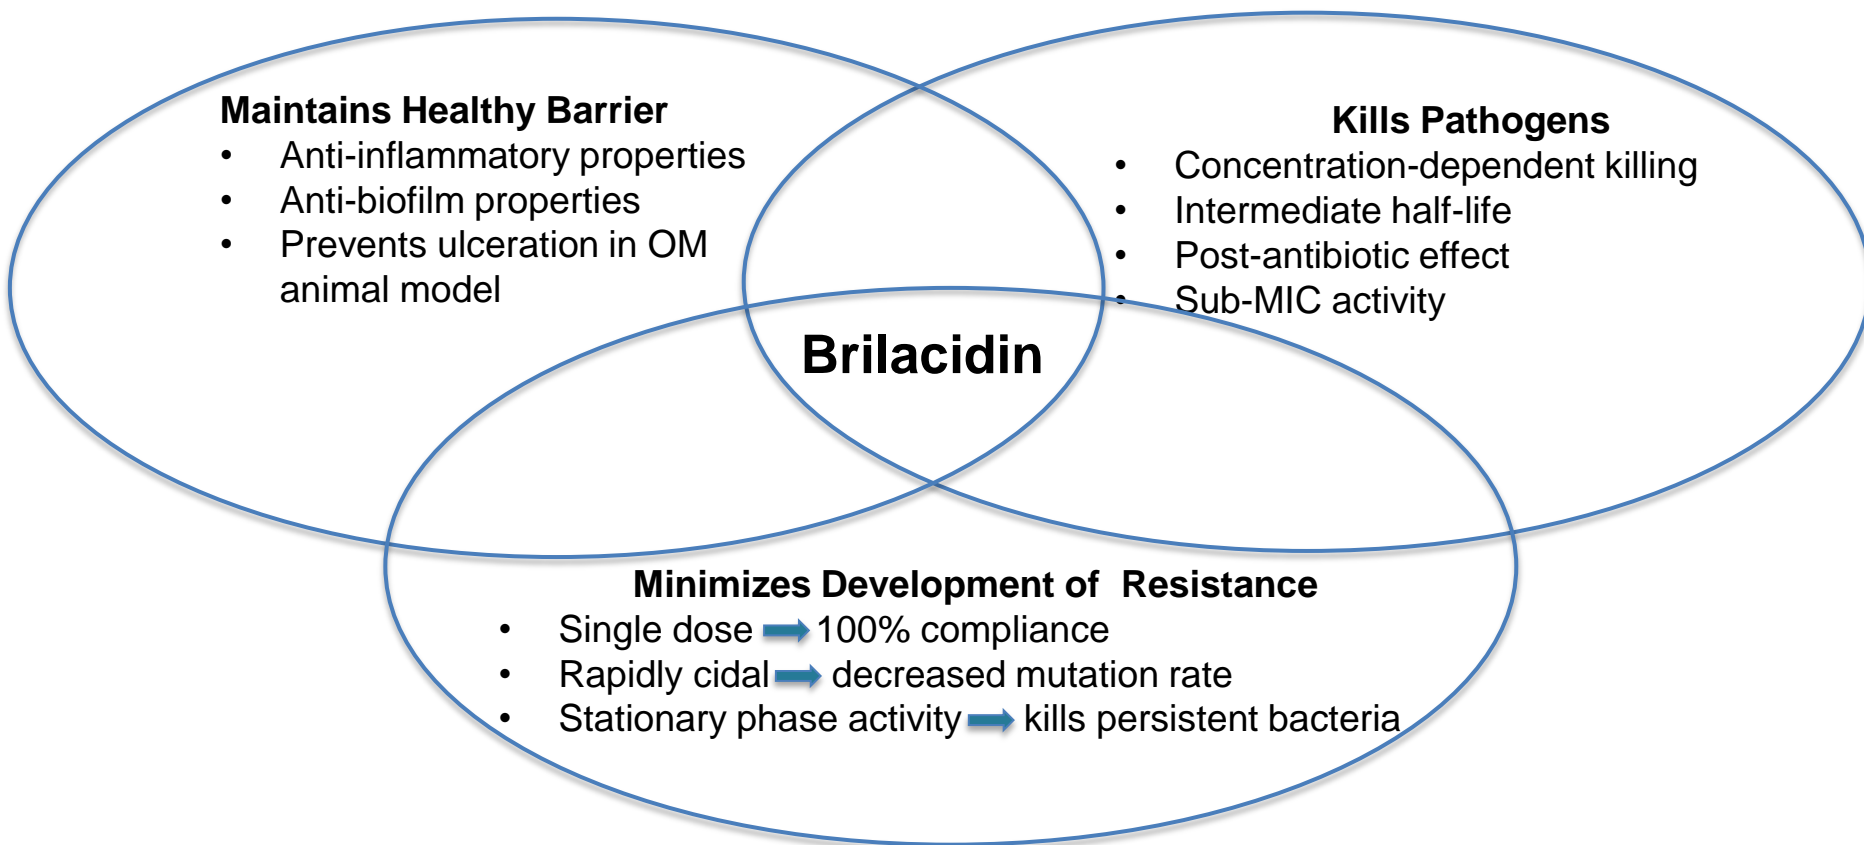 Maintains Healthy Barrier
• Anti-inflammatory properties
• Anti-biofilm properties
• Prevents ulceration in OM
animal model
Kills Pathogens
• Concentration-dependent killing
• Intermediate half-life
• Post-antibiotic effect
• Sub-MIC activity
Brilacidin
Minimizes Development of Resistance
• Single dose ➡ 100% compliance
• Rapidly cidal ➡ decreased mutation rate
• Stationary phase activity ➡ kills persistent bacteria